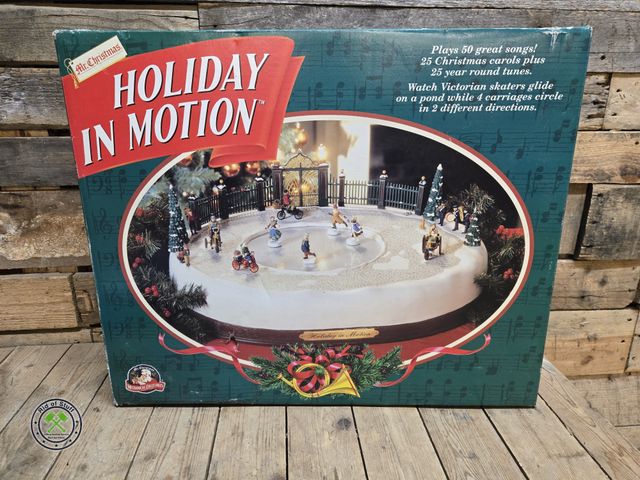 Mr. Christmas
HOLIDAY
IN MOTION™
Plays 50 great songs!
25 Christmas carols plus
25 year round tunes.
Watch Victorian skaters glide
on a pond while 4 carriages circle
in 2 different directions.
Holiday in Motion